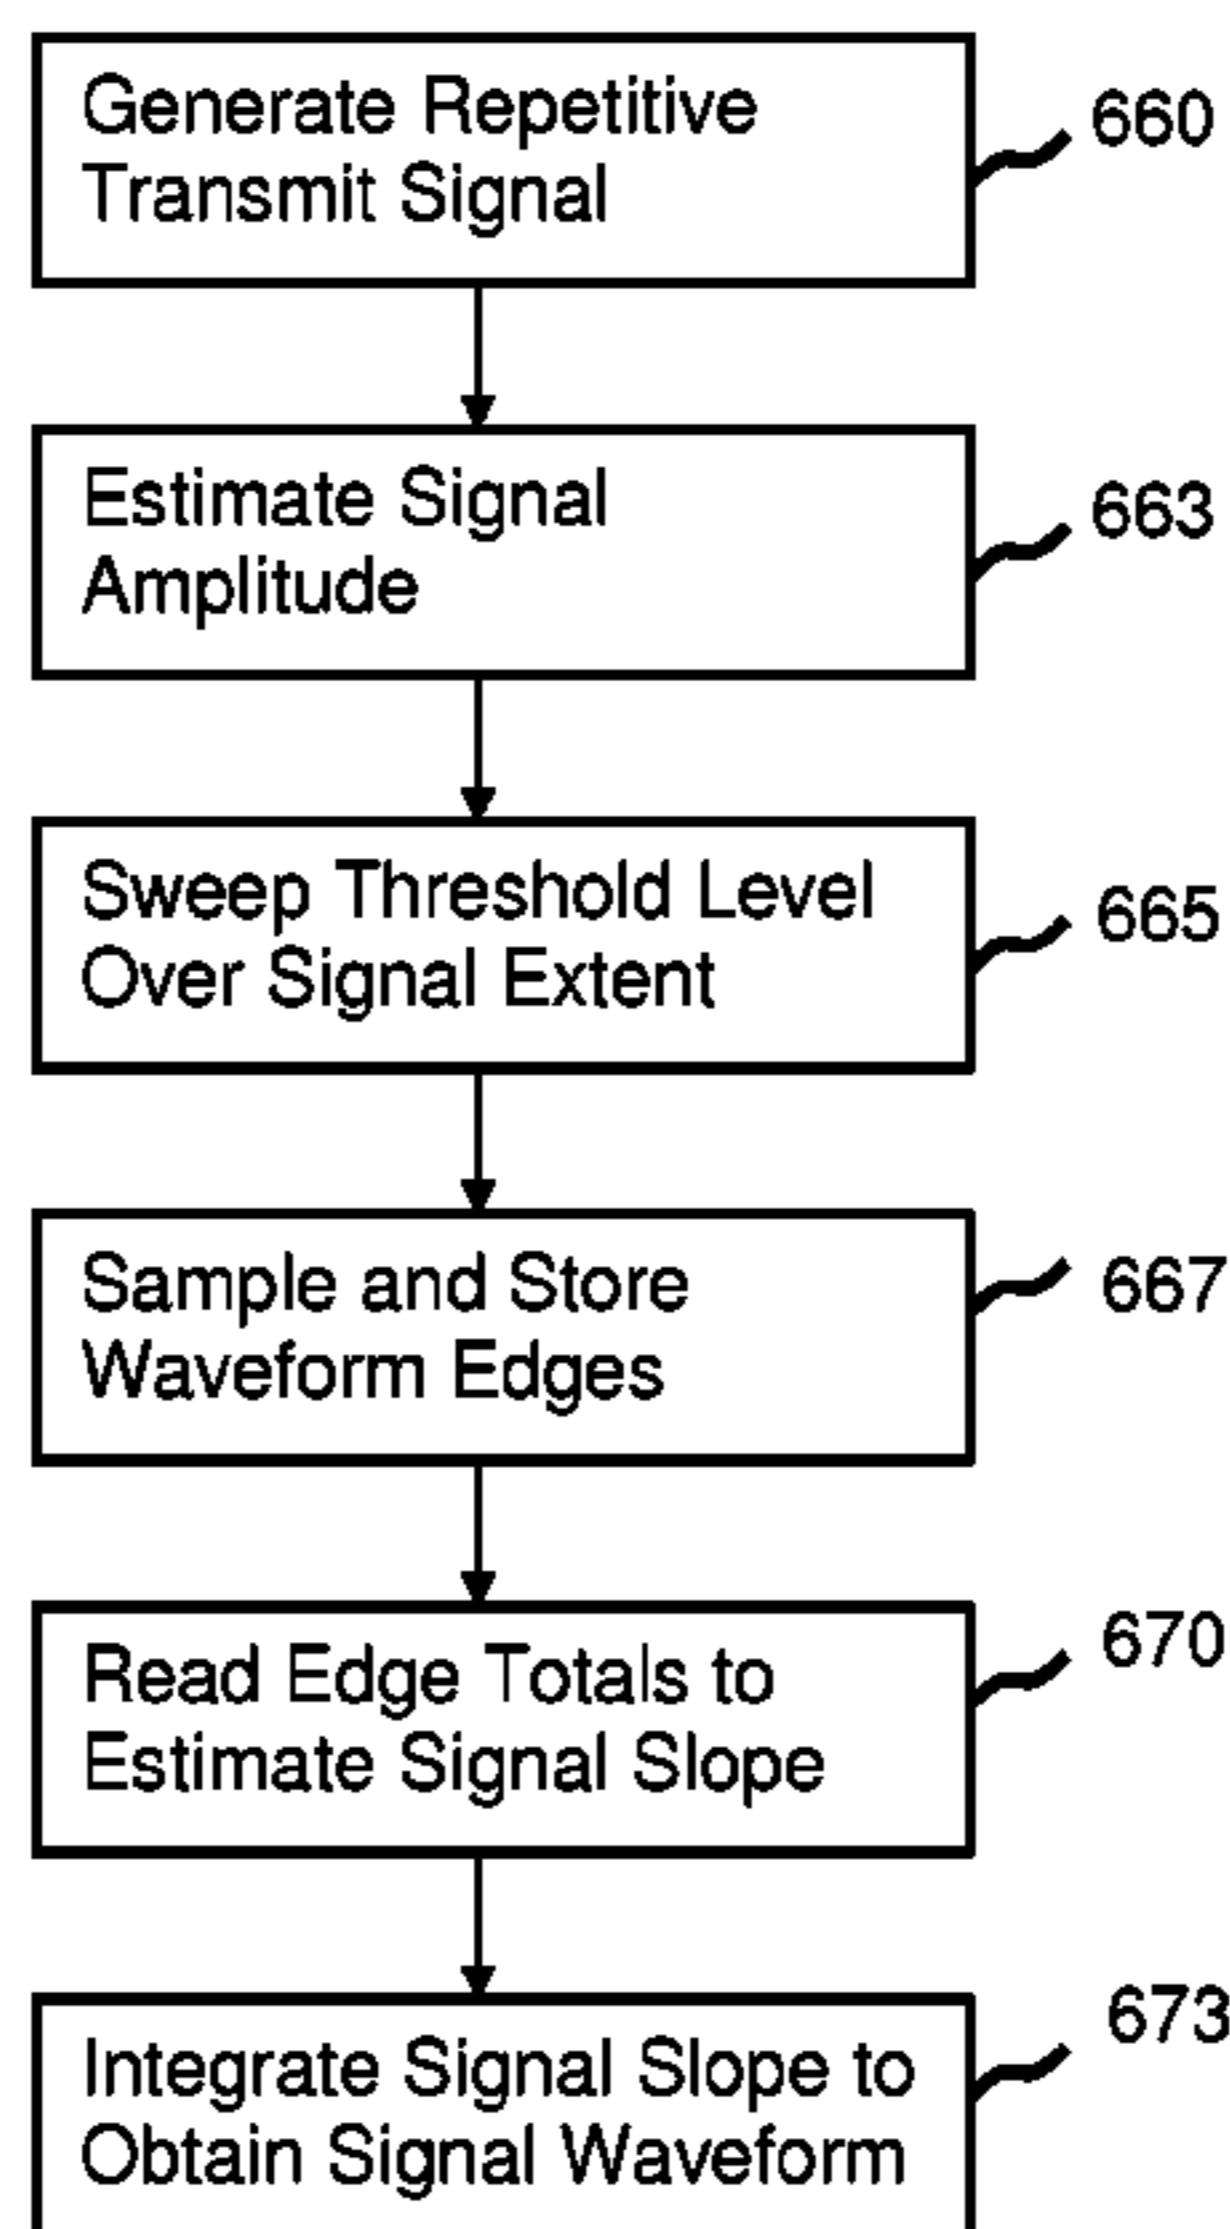 Generate Repetitive
Transmit Signal
660
Estimate Signal
Amplitude
663
Sweep Threshold Level
Over Signal Extent
665
Sample and Store
Waveform Edges
667
Read Edge Totals to
Estimate Signal Slope
670
Integrate Signal Slope to
Obtain Signal Waveform
673